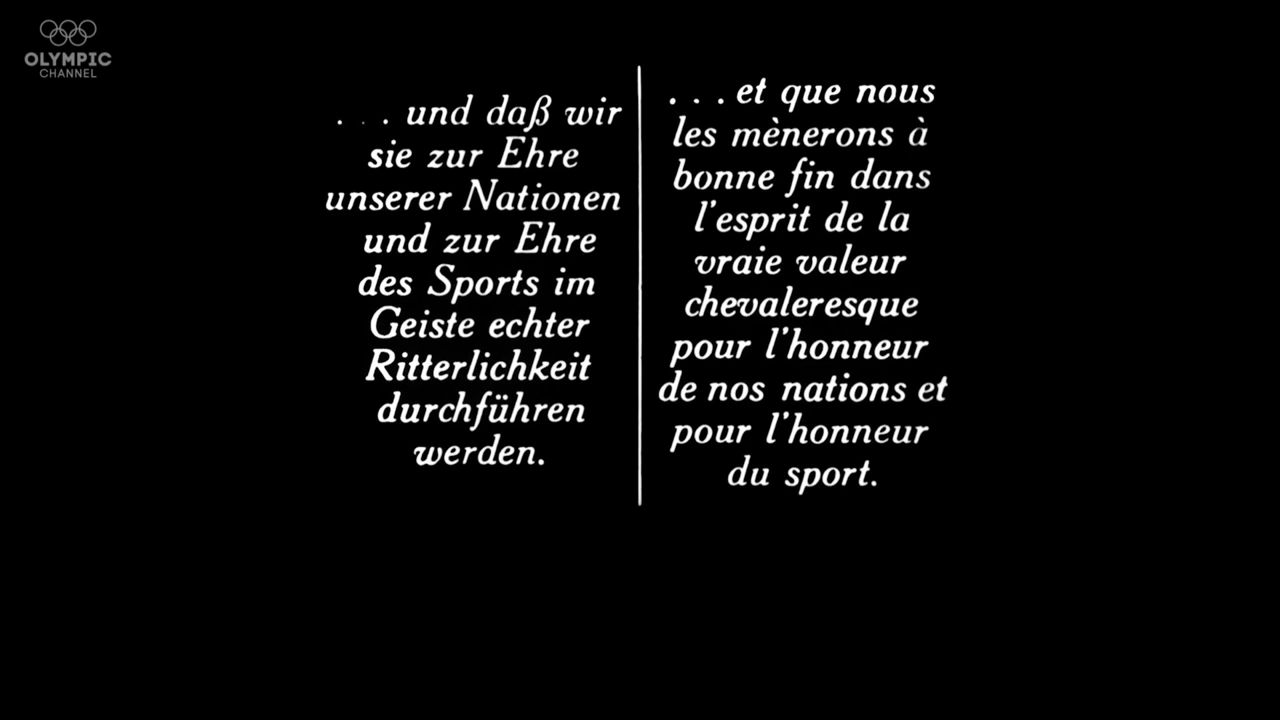 OLYMPIC
CHANNEL
. . . und daß wir
sie zur Ehre
unserer Nationen
und zur Ehre
des Sports im
Geiste echter
Ritterlichkeit
durchführen
werden.
. . . et que nous
les mènerons à
bonne fin dans
l'esprit de la
vraie valeur
chevaleresque
pour l'honneur
de nos nations et
pour l'honneur
du sport.